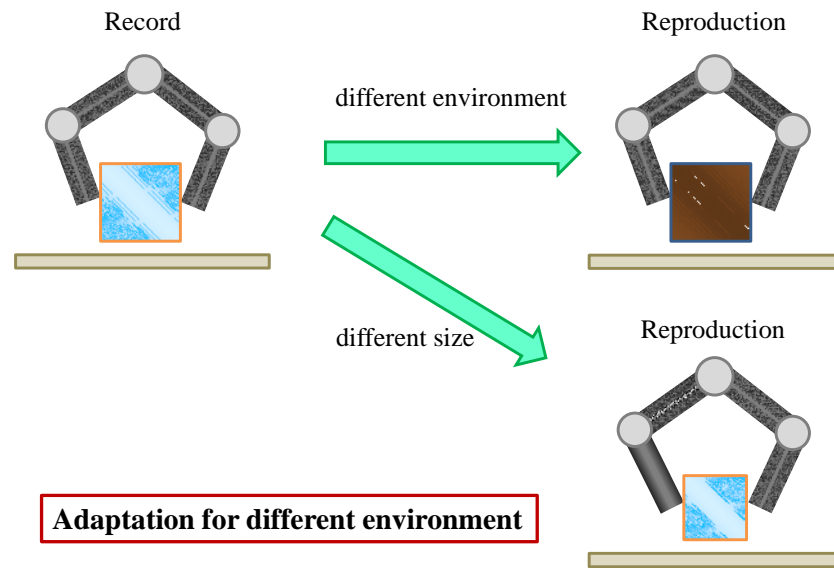 Record
Reproduction
different environment
different size
Reproduction
Adaptation for different environment